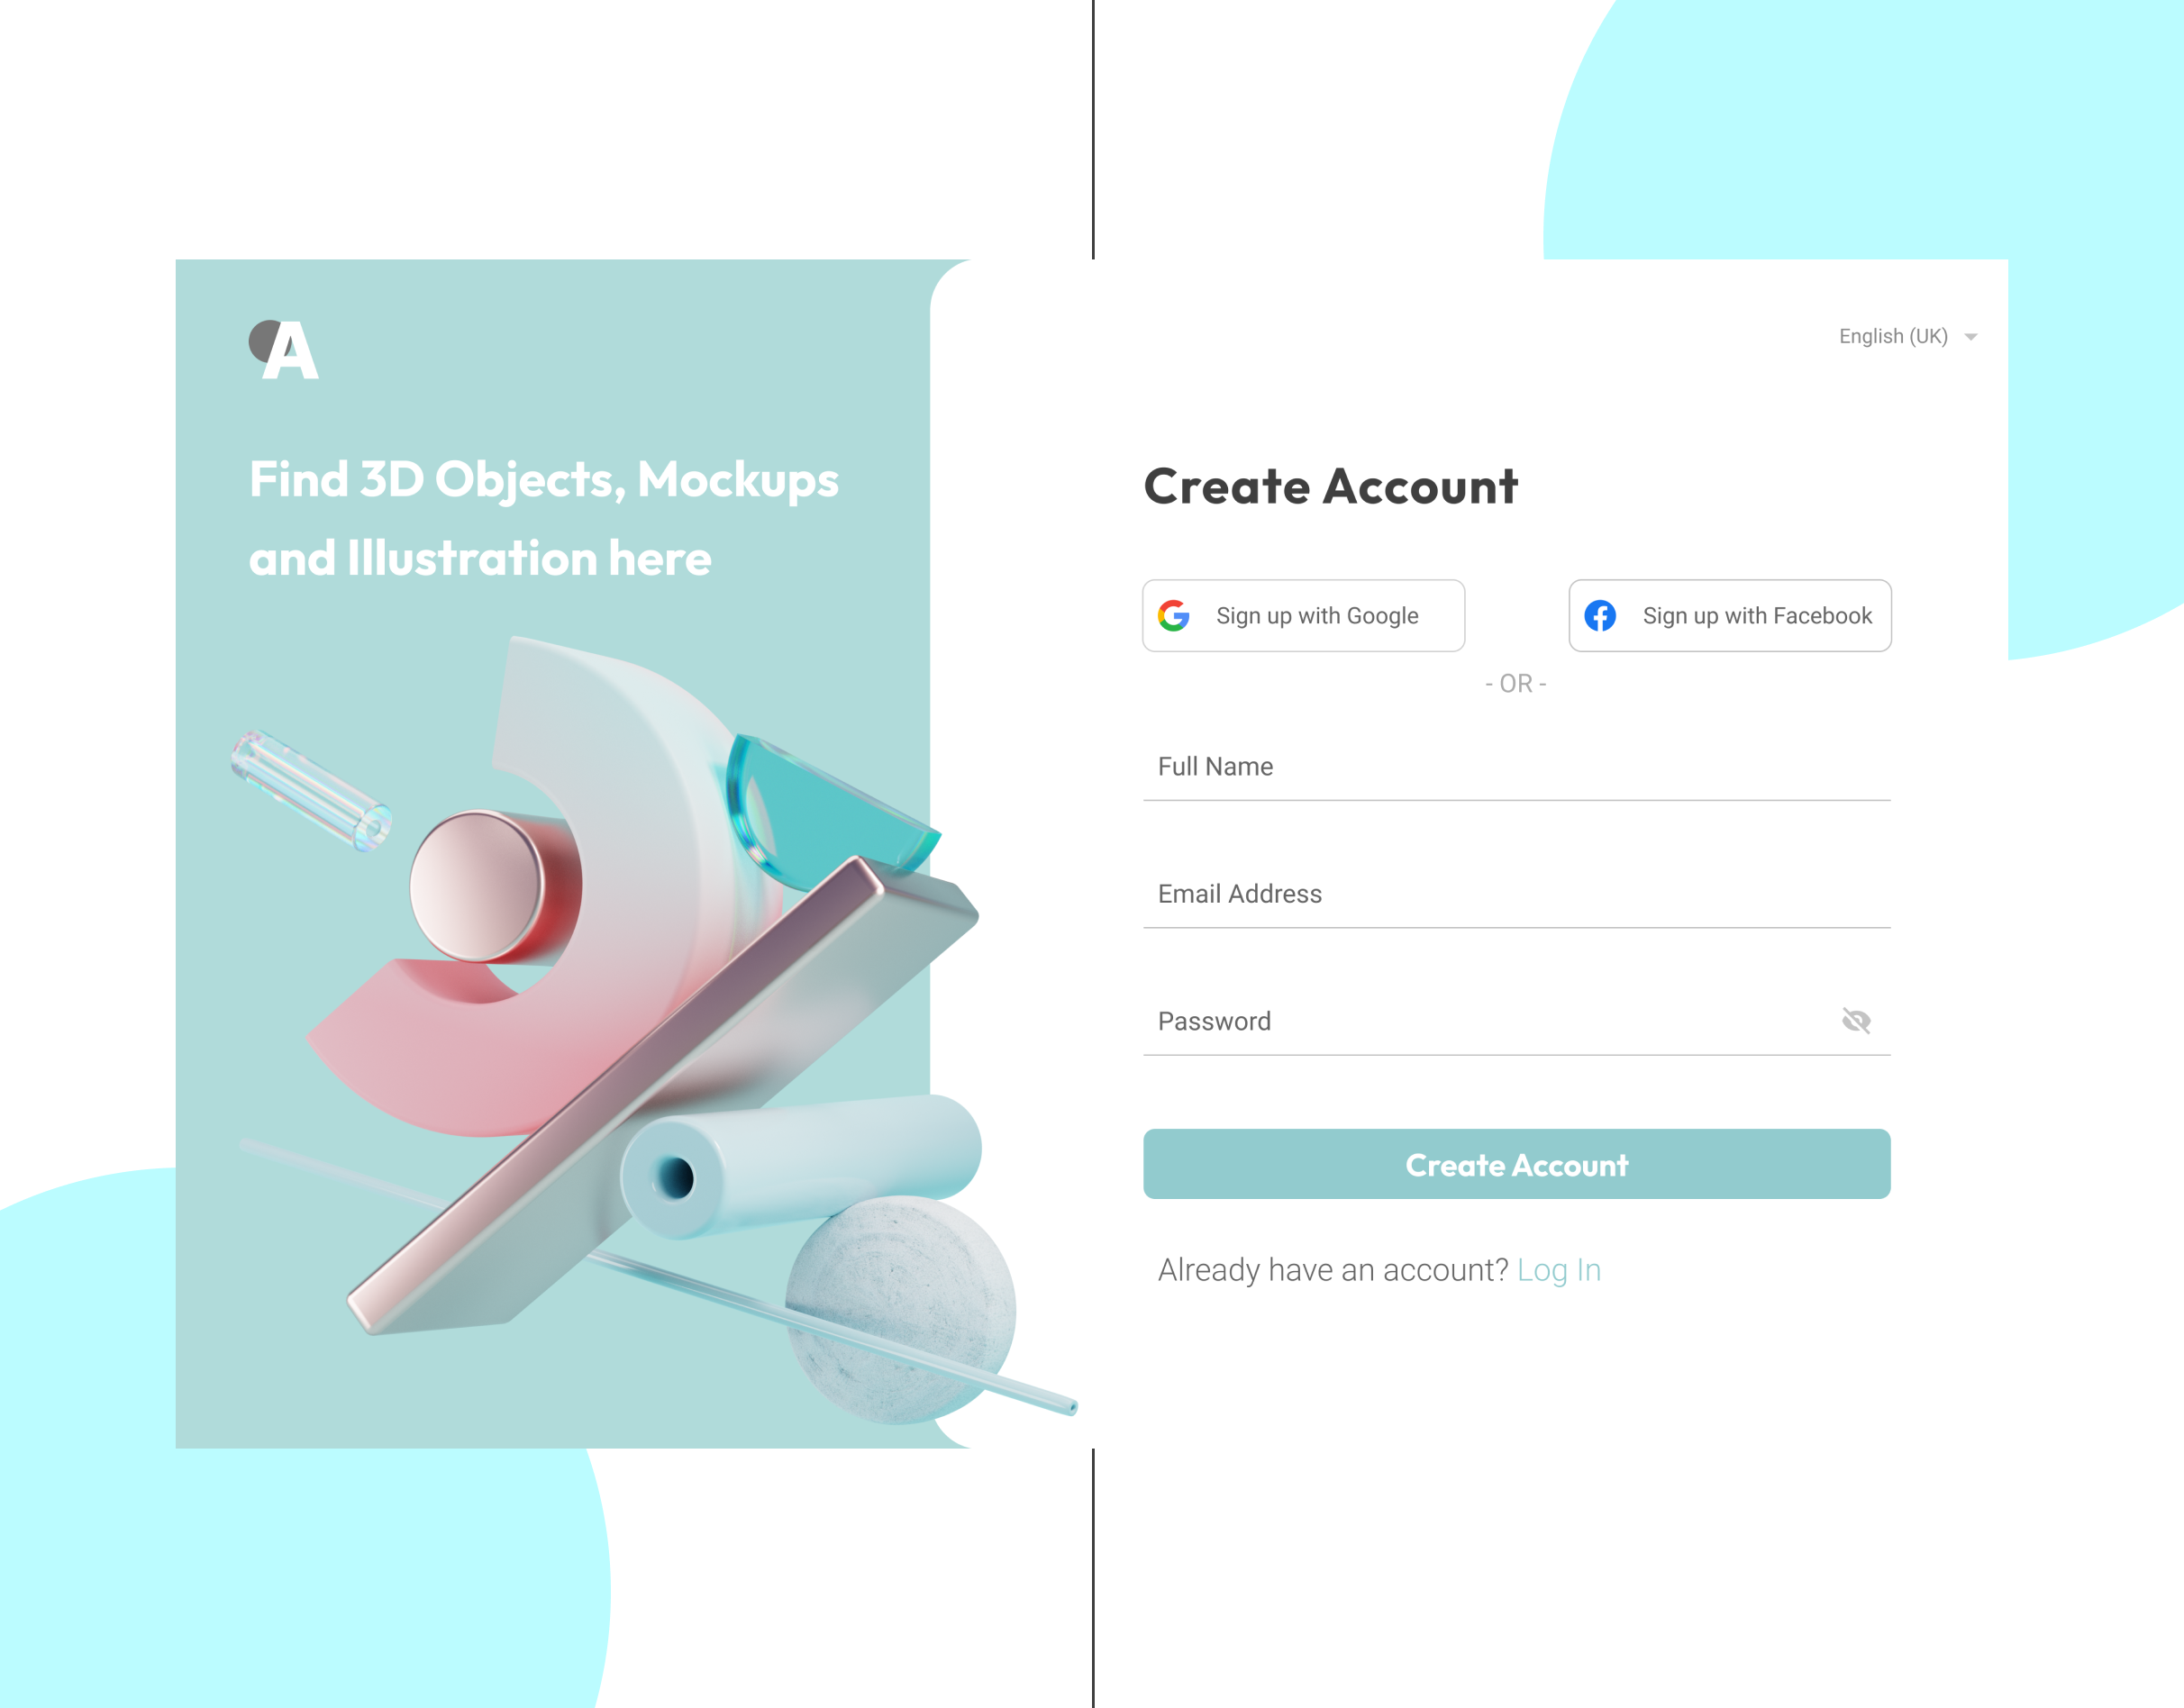 A
Find 3D Objects, Mockups
and Illustration here
English (UK)
Create Account
Sign up with Google
Sign up with Facebook
- OR -
Full Name
Email Address
Password
Create Account
Already have an account? Log In